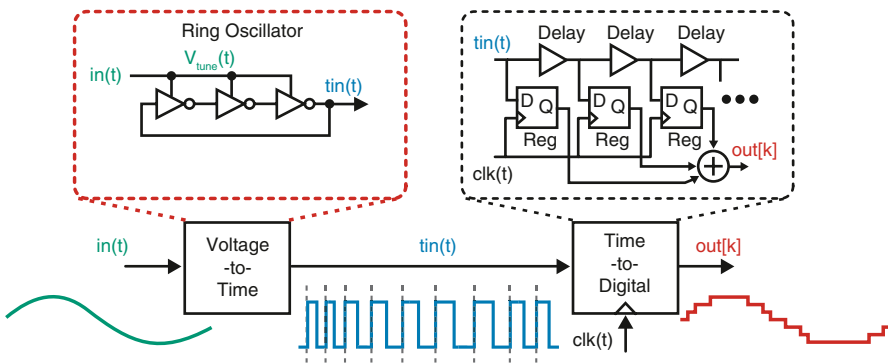 Ring Oscillator
V_tune(t)
in(t)
tin(t)
tin(t)
Delay Delay Delay
D Q
D Q
D Q
Reg
Reg
Reg
clk(t)
+
out[k]
in(t)
Voltage
-to-
Time
tin(t)
Time
-to-
Digital
out[k]
clk(t)